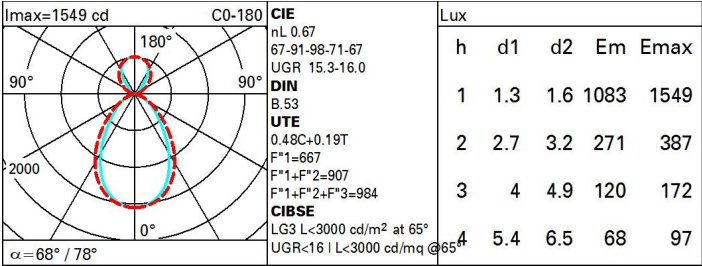 Imax=1549 cd C0-180
180°
90° 90°
2000
0°
α=68° / 78°
CIE
nL 0.67
67-91-98-71-67
UGR 15.3-16.0
DIN
B.53
UTE
0.48C+0.19T
F"1=667
F"1+F"2=907
F"1+F"2+F"3=984
CIBSE
LG3 L<3000 cd/m² at 65°
UGR<16 | L<3000 cd/mq @65°
Lux
h d1 d2 Em Emax
1 1.3 1.6 1083 1549
2 2.7 3.2 271 387
3 4 4.9 120 172
4 5.4 6.5 68 97